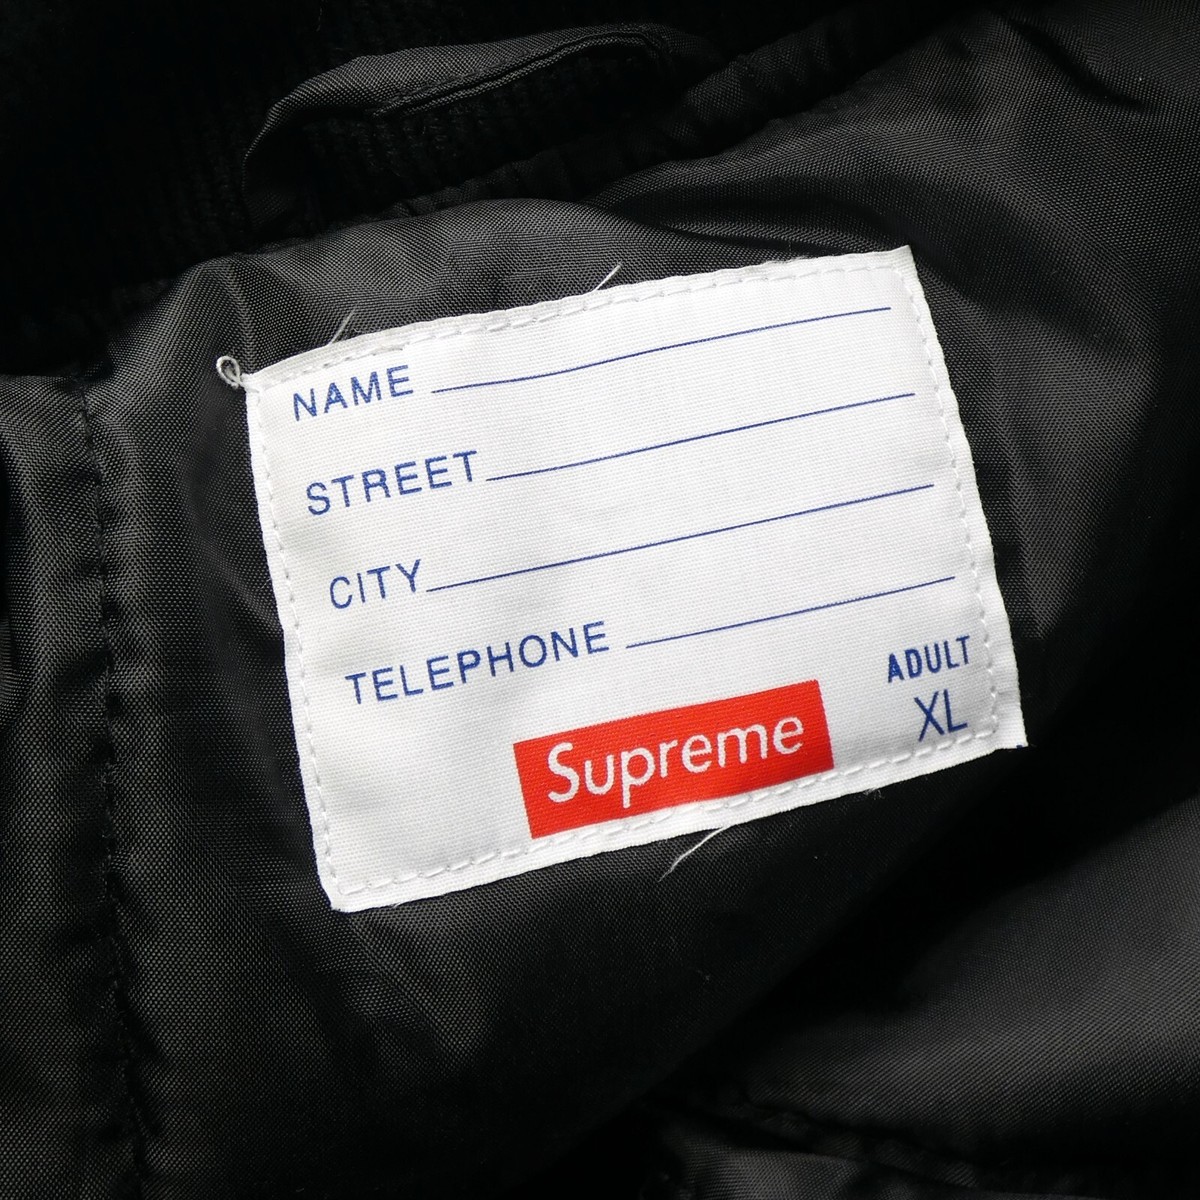 NAME
STREET
CITY
TELEPHONE
ADULT
XL
Supreme